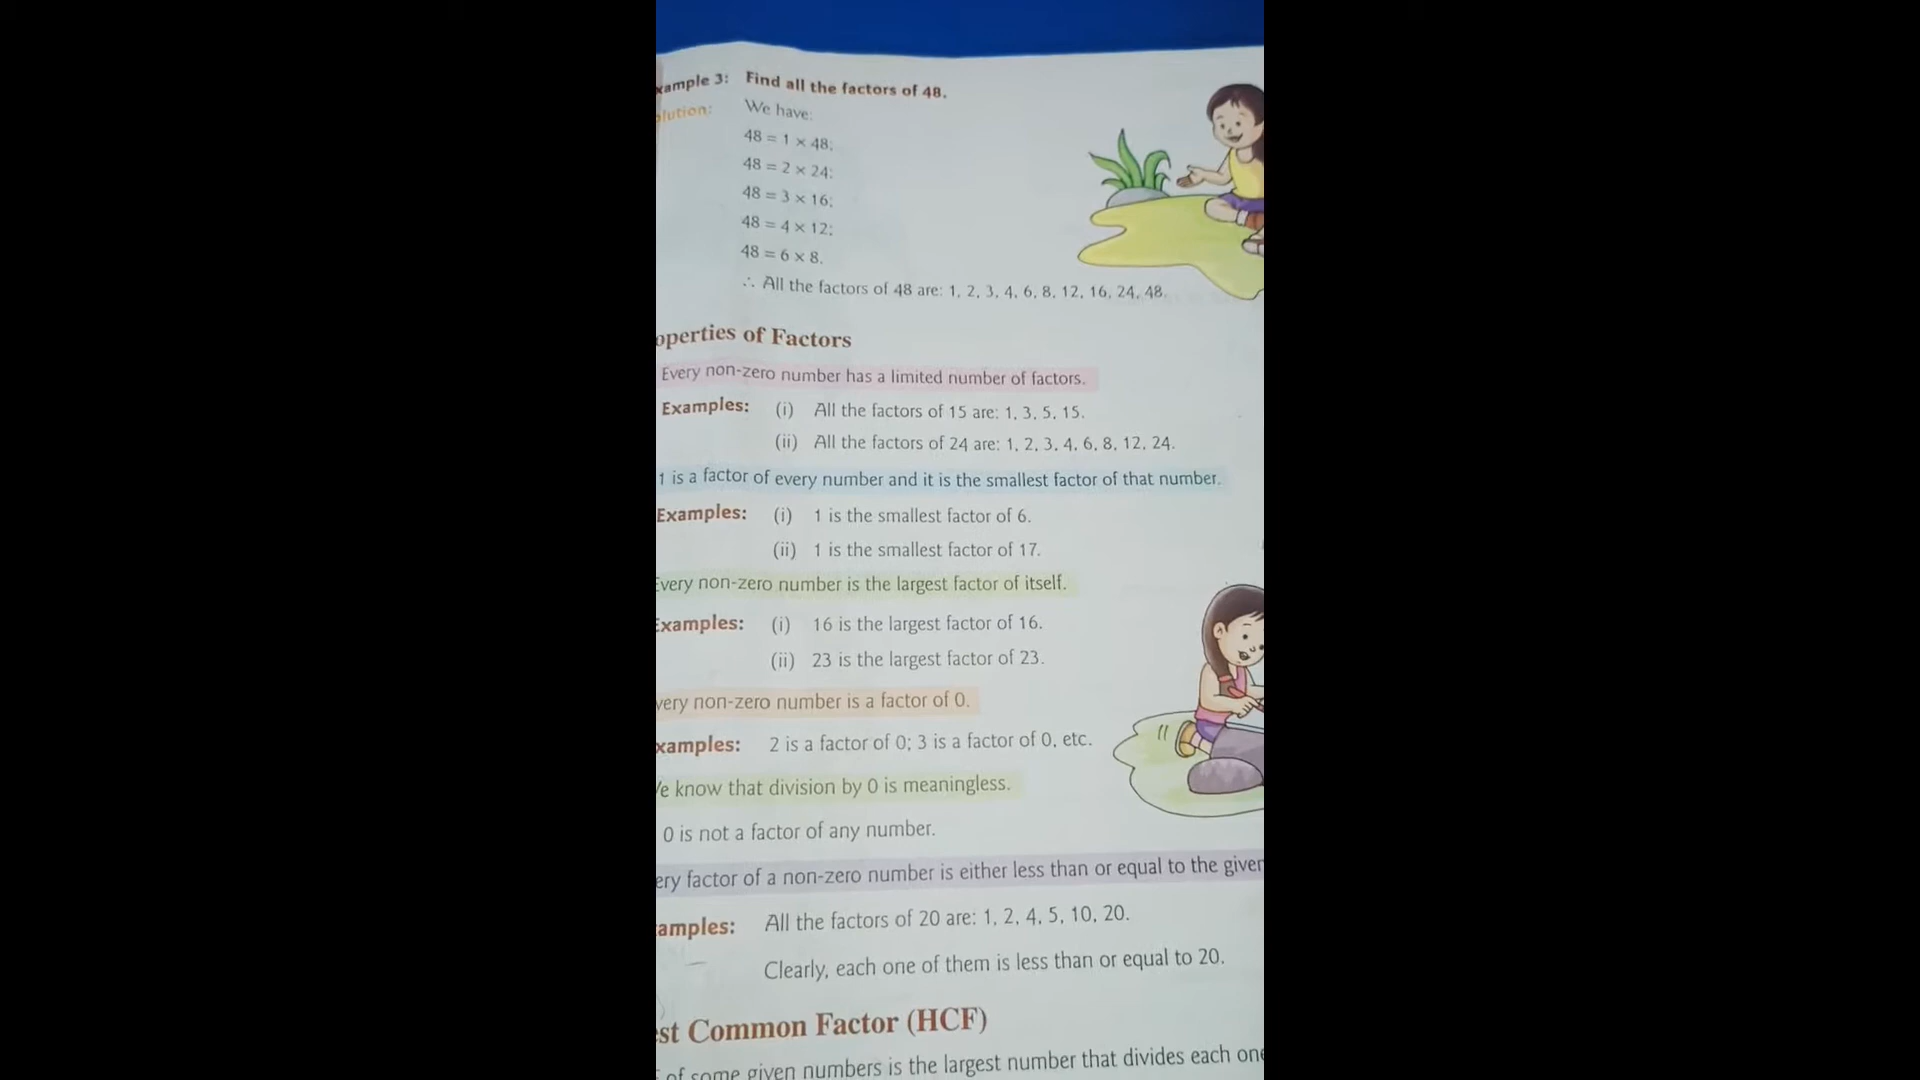 xample 3: Find all the factors of 48.
olution: We have:
48 = 1 × 48;
48 = 2 × 24;
48 = 3 × 16;
48 = 4 × 12;
48 = 6 × 8.
∴ All the factors of 48 are: 1, 2, 3, 4, 6, 8, 12, 16, 24, 48.
operties of Factors
Every non-zero number has a limited number of factors.
Examples: (i) All the factors of 15 are: 1, 3, 5, 15.
(ii) All the factors of 24 are: 1, 2, 3, 4, 6, 8, 12, 24.
1 is a factor of every number and it is the smallest factor of that number.
Examples: (i) 1 is the smallest factor of 6.
(ii) 1 is the smallest factor of 17.
Every non-zero number is the largest factor of itself.
Examples: (i) 16 is the largest factor of 16.
(ii) 23 is the largest factor of 23.
very non-zero number is a factor of 0.
xamples: 2 is a factor of 0; 3 is a factor of 0, etc.
e know that division by 0 is meaningless.
0 is not a factor of any number.
ery factor of a non-zero number is either less than or equal to the given
amples: All the factors of 20 are: 1, 2, 4, 5, 10, 20.
Clearly, each one of them is less than or equal to 20.
st Common Factor (HCF)
of some given numbers is the largest number that divides each one